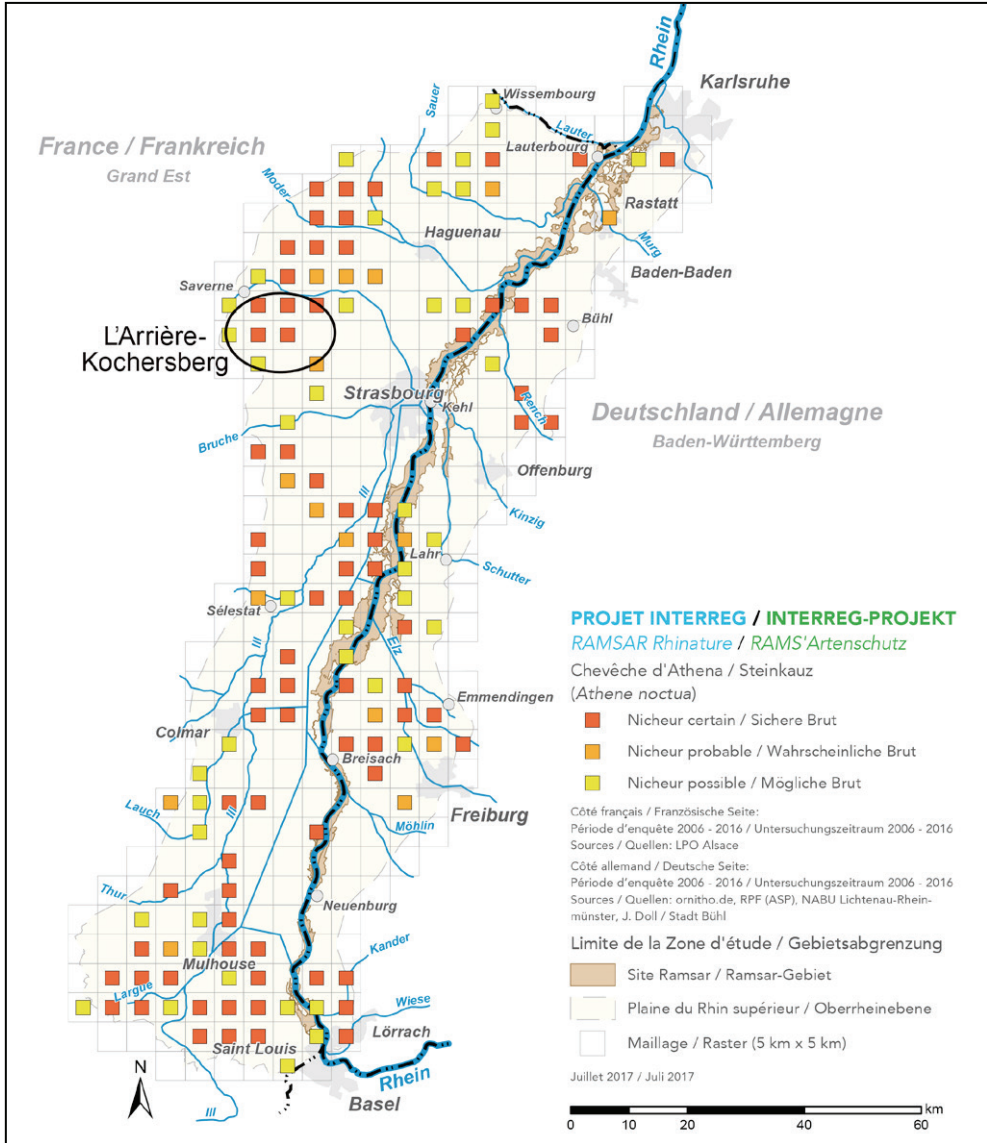 Rhein
Karlsruhe
Wissembourg
Sauer
Lauter
Lauterbourg
France / Frankreich
Grand Est
Moder
Rastatt
Haguenau
Murg
Baden-Baden
Saverne
Bühl
L'Arrière-
Kochersberg
Strasbourg
Kehl
Rench
Deutschland / Allemagne
Baden-Württemberg
Bruche
Offenburg
Ill
Kinzig
Lahr
Schutter
Sélestat
Ill
Elz
Emmendingen
Colmar
Breisach
Freiburg
Lauch
Ill
Möhlin
Thur
Neuenburg
Kander
Mulhouse
Largue
Wiese
Lörrach
Saint Louis
Rhein
Basel
N
Ill
PROJET INTERREG / INTERREG-PROJEKT
RAMSAR Rhinature / RAMS'Artenschutz
Chevêche d'Athena / Steinkauz
(Athene noctua)
Nicheur certain / Sichere Brut
Nicheur probable / Wahrscheinliche Brut
Nicheur possible / Mögliche Brut
Côté français / Französische Seite:
Période d'enquête 2006 - 2016 / Untersuchungszeitraum 2006 - 2016
Sources / Quellen: LPO Alsace
Côté allemand / Deutsche Seite:
Période d'enquête 2006 - 2016 / Untersuchungszeitraum 2006 - 2016
Sources / Quellen: ornitho.de, RPF (ASP), NABU Lichtenau-Rhein-
münster, J. Doll / Stadt Bühl
Limite de la Zone d'étude / Gebietsabgrenzung
Site Ramsar / Ramsar-Gebiet
Plaine du Rhin supérieur / Oberrheinebene
Maillage / Raster (5 km x 5 km)
Juillet 2017 / Juli 2017
km
0 10 20 40 60